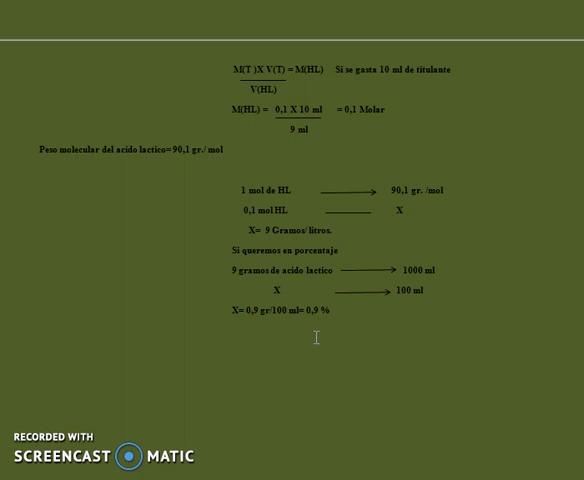 M(T )X V(T) = M(HL) Si se gasta 10 ml de titulante
V(HL)
M(HL) = 0,1 X 10 ml = 0,1 Molar
9 ml
Peso molecular del acido lactico= 90,1 gr./ mol
1 mol de HL 90,1 gr. /mol
0,1 mol HL X
X= 9 Gramos/ litros.
Si queremos en porcentaje
9 gramos de acido lactico 1000 ml
X 100 ml
X= 0,9 gr/100 ml= 0,9 %
RECORDED WITH
SCREENCAST MATIC